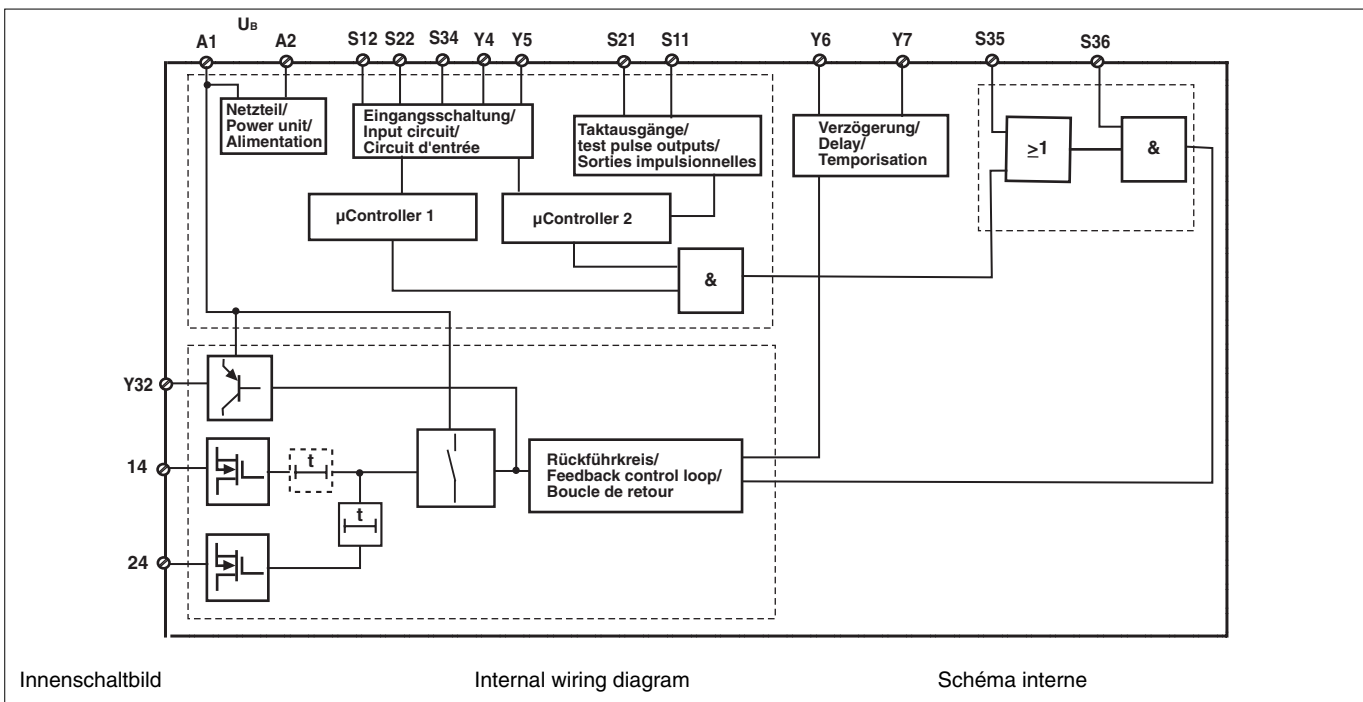 UB
A1 A2 S12 S22 S34 Y4 Y5 S21 S11 Y6 Y7 S35 S36
Netzteil/
Power unit/
Alimentation
Eingangsschaltung/
Input circuit/
Circuit d'entrée
Taktausgänge/
test pulse outputs/
Sorties impulsionnelles
Verzögerung/
Delay/
Temporisation
≥1
&
µController 1
µController 2
&
Y32
14
t
t
24
Rückführkreis/
Feedback control loop/
Boucle de retour
Innenschaltbild Internal wiring diagram Schéma interne